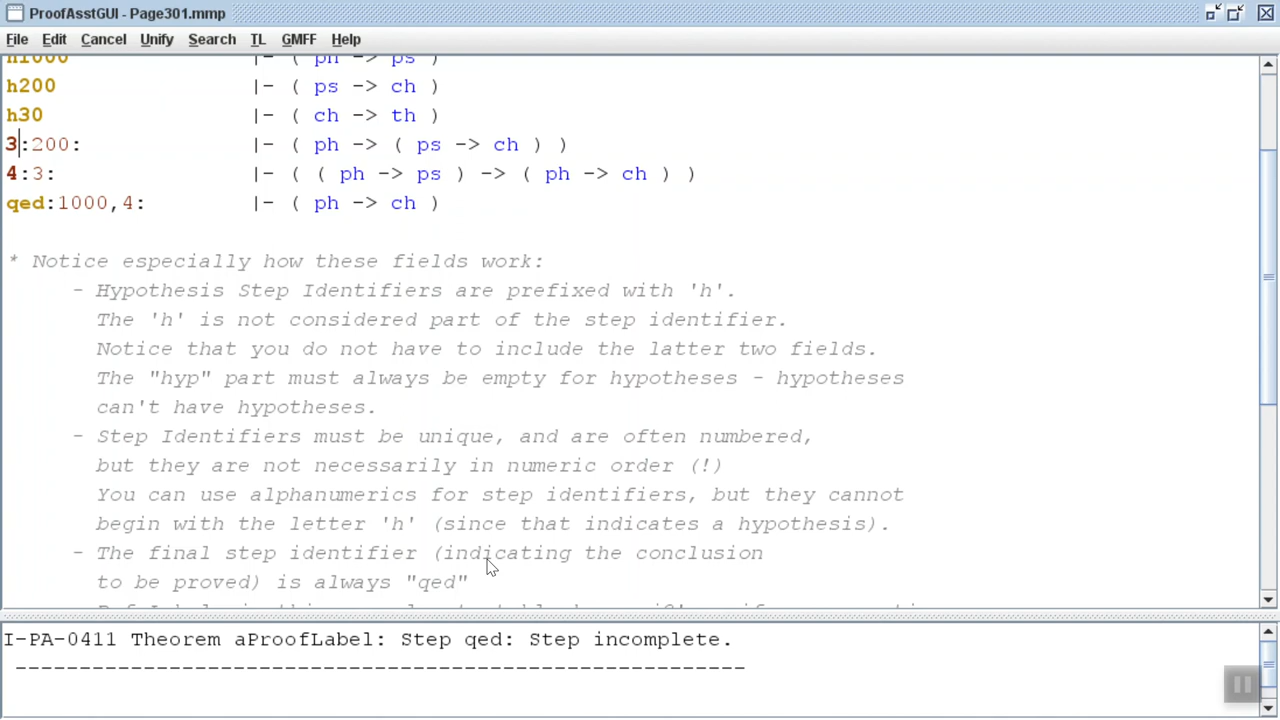 ProofAsstGUI - Page301.mmp
File Edit Cancel Unify Search TL GMFF Help
h1000 |- ( ph -> ps )
h200 |- ( ps -> ch )
h30 |- ( ch -> th )
3:200: |- ( ph -> ( ps -> ch ) )
4:3: |- ( ( ph -> ps ) -> ( ph -> ch ) )
qed:1000,4: |- ( ph -> ch )
* Notice especially how these fields work:
- Hypothesis Step Identifiers are prefixed with 'h'.
The 'h' is not considered part of the step identifier.
Notice that you do not have to include the latter two fields.
The "hyp" part must always be empty for hypotheses - hypotheses
can't have hypotheses.
- Step Identifiers must be unique, and are often numbered,
but they are not necessarily in numeric order (!)
You can use alphanumerics for step identifiers, but they cannot
begin with the letter 'h' (since that indicates a hypothesis).
- The final step identifier (indicating the conclusion
to be proved) is always "qed"
I-PA-0411 Theorem aProofLabel: Step qed: Step incomplete.
---------------------------------------------------------